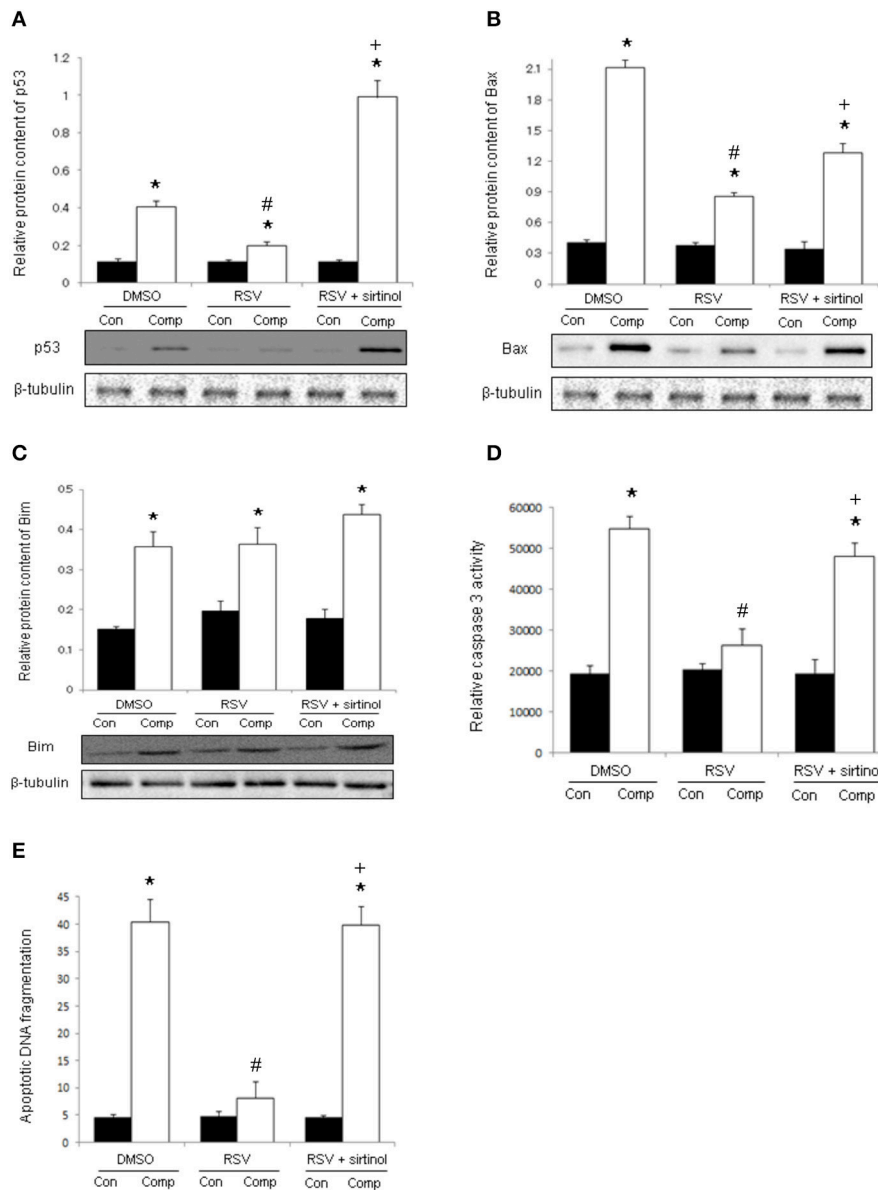 A
Relative protein content of p53
1.2
1
0.8
0.6
0.4
0.2
0
*
#
*
+
*
DMSO RSV RSV + sirtinol
Con Comp Con Comp Con Comp
p53
β-tubulin
B
Relative protein content of Bax
2.1
1.8
1.5
1.2
0.9
0.6
0.3
0
*
#
*
+
*
DMSO RSV RSV + sirtinol
Con Comp Con Comp Con Comp
Bax
β-tubulin
C
Relative protein content of Bim
0.5
0.4
0.3
0.2
0.1
0
*
*
*
DMSO RSV RSV + sirtinol
Con Comp Con Comp Con Comp
Bim
β-tubulin
D
Relative caspase 3 activity
60000
50000
40000
30000
20000
10000
0
*
#
+
*
DMSO RSV RSV + sirtinol
Con Comp Con Comp Con Comp
E
Apoptotic DNA fragmentation
45
40
35
30
25
20
15
10
5
0
*
#
+
*
DMSO RSV RSV + sirtinol
Con Comp Con Comp Con Comp